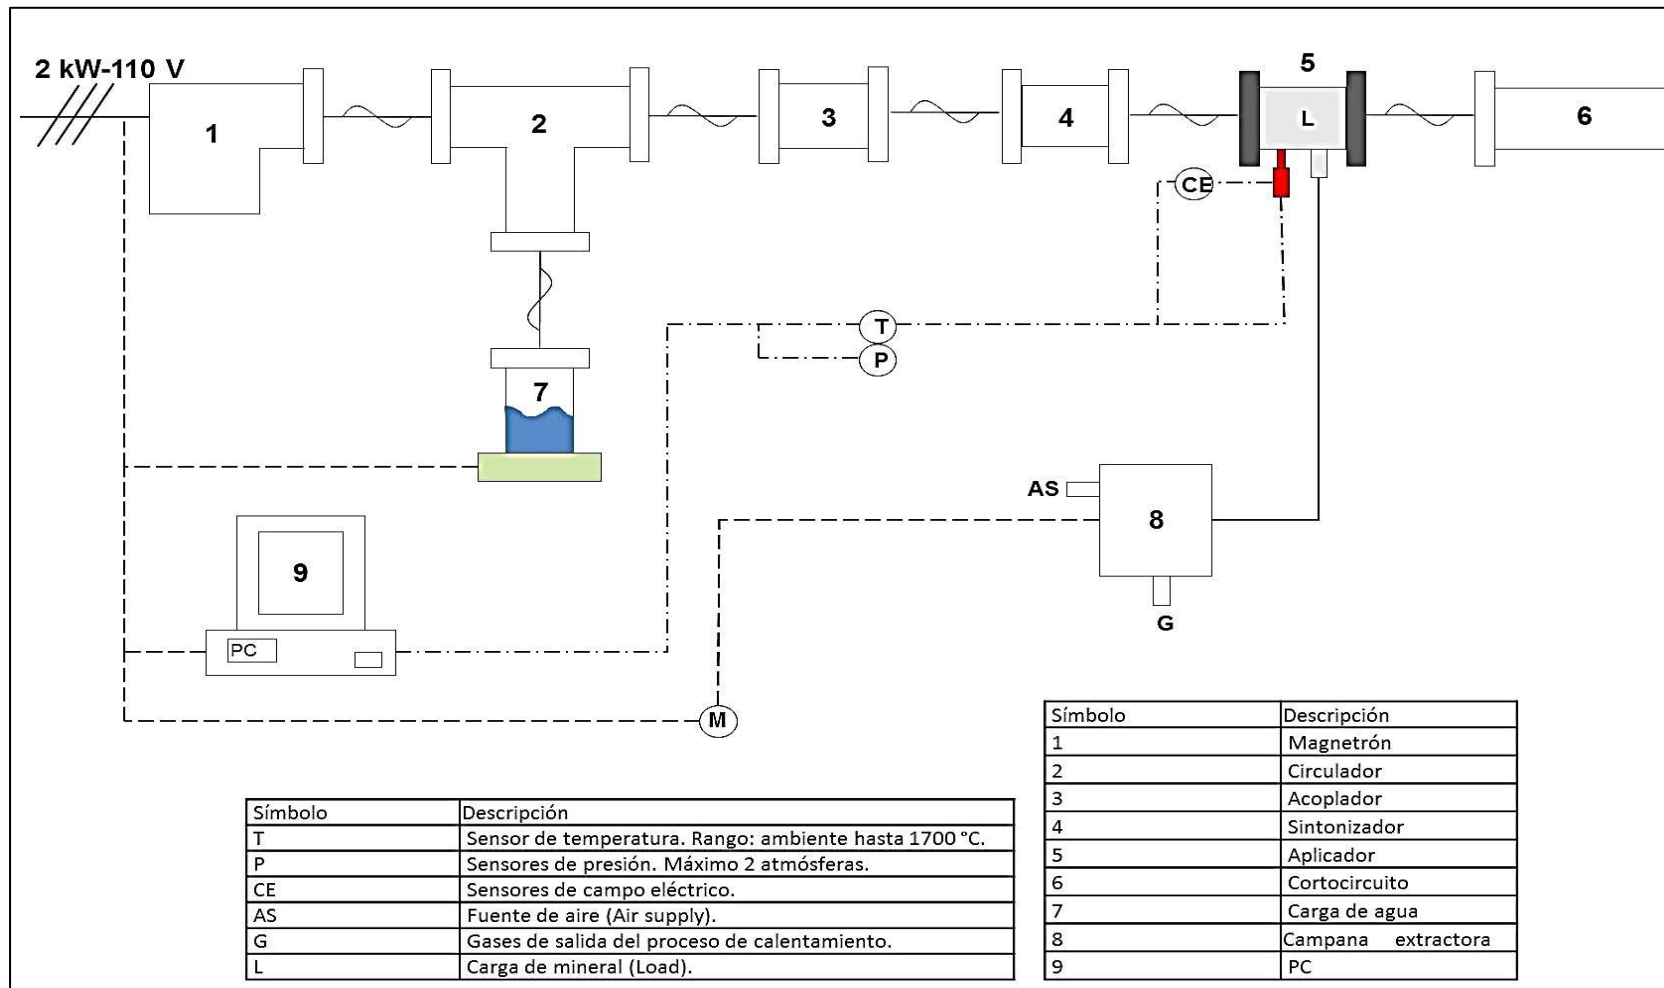 2 kW-110 V
5
1
2
3
4
L
6
CE
T
P
7
AS
8
9
G
PC
M
Símbolo Descripción
1 Magnetrón
2 Circulador
3 Acoplador
4 Sintonizador
5 Aplicador
6 Cortocircuito
7 Carga de agua
8 Campana extractora
9 PC
Símbolo Descripción
T Sensor de temperatura. Rango: ambiente hasta 1700 °C.
P Sensores de presión. Máximo 2 atmósferas.
CE Sensores de campo eléctrico.
AS Fuente de aire (Air supply).
G Gases de salida del proceso de calentamiento.
L Carga de mineral (Load).